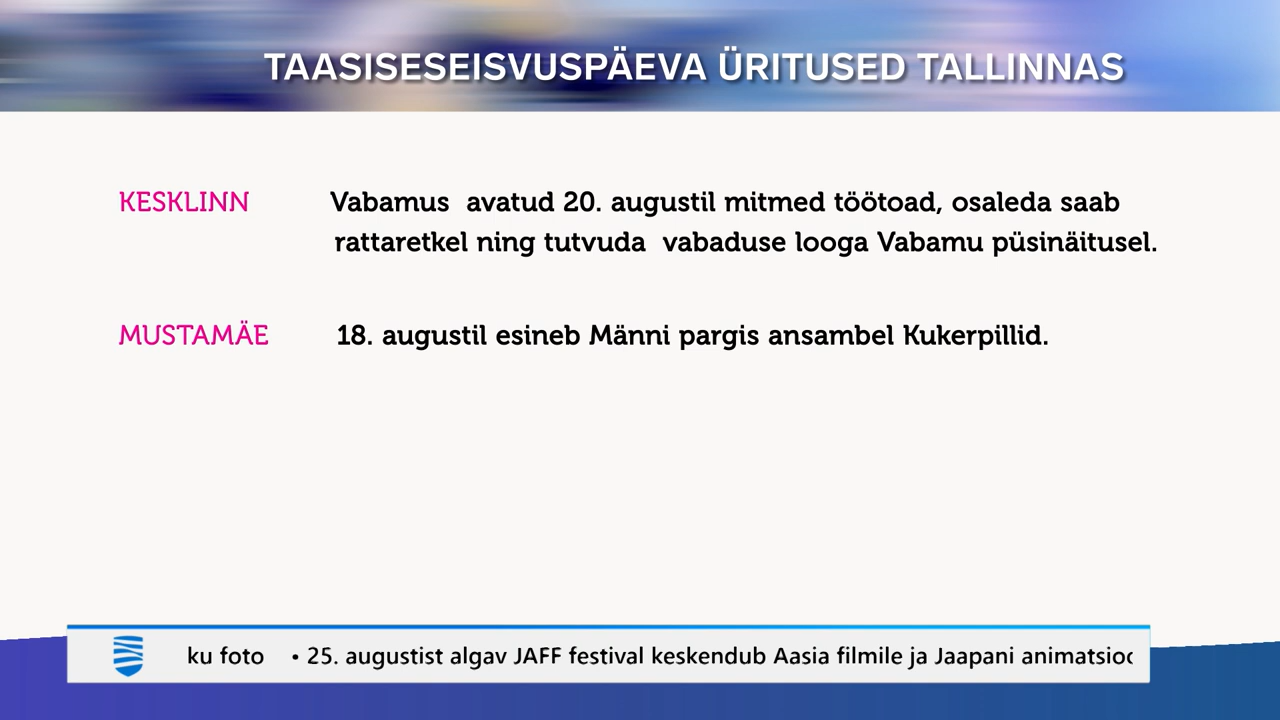 TAASISESEISVUSPÄEVA ÜRITUSED TALLINNAS
KESKLINN Vabamus avatud 20. augustil mitmed töötoad, osaleda saab
rattaretkel ning tutvuda vabaduse looga Vabamu püsinäitusel.
MUSTAMÄE 18. augustil esineb Männi pargis ansambel Kukerpillid.
ku foto • 25. augustist algav JAFF festival keskendub Aasia filmile ja Jaapani